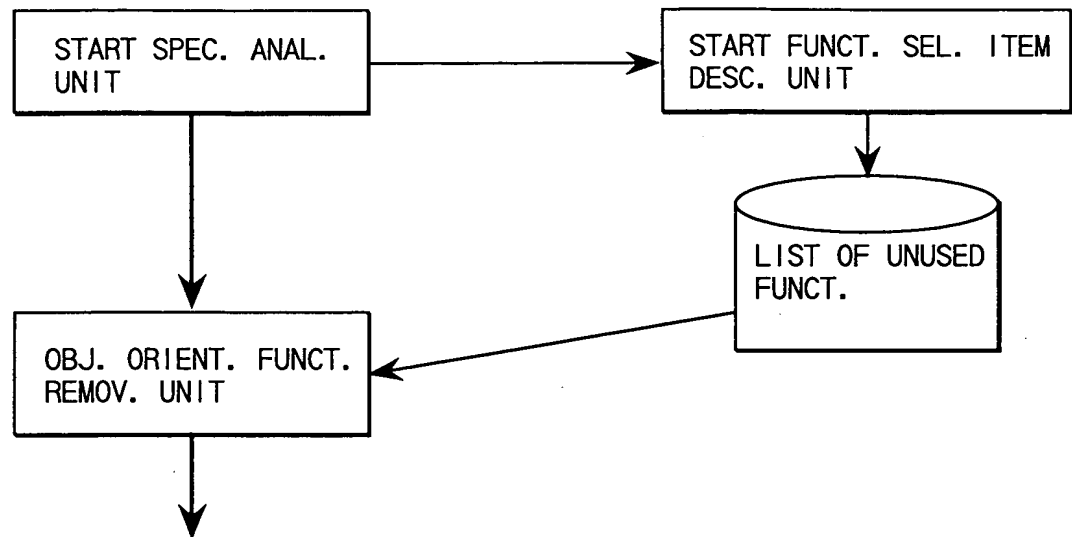 START SPEC. ANAL.
UNIT
START FUNCT. SEL. ITEM
DESC. UNIT
LIST OF UNUSED
FUNCT.
OBJ. ORIENT. FUNCT.
REMOV. UNIT